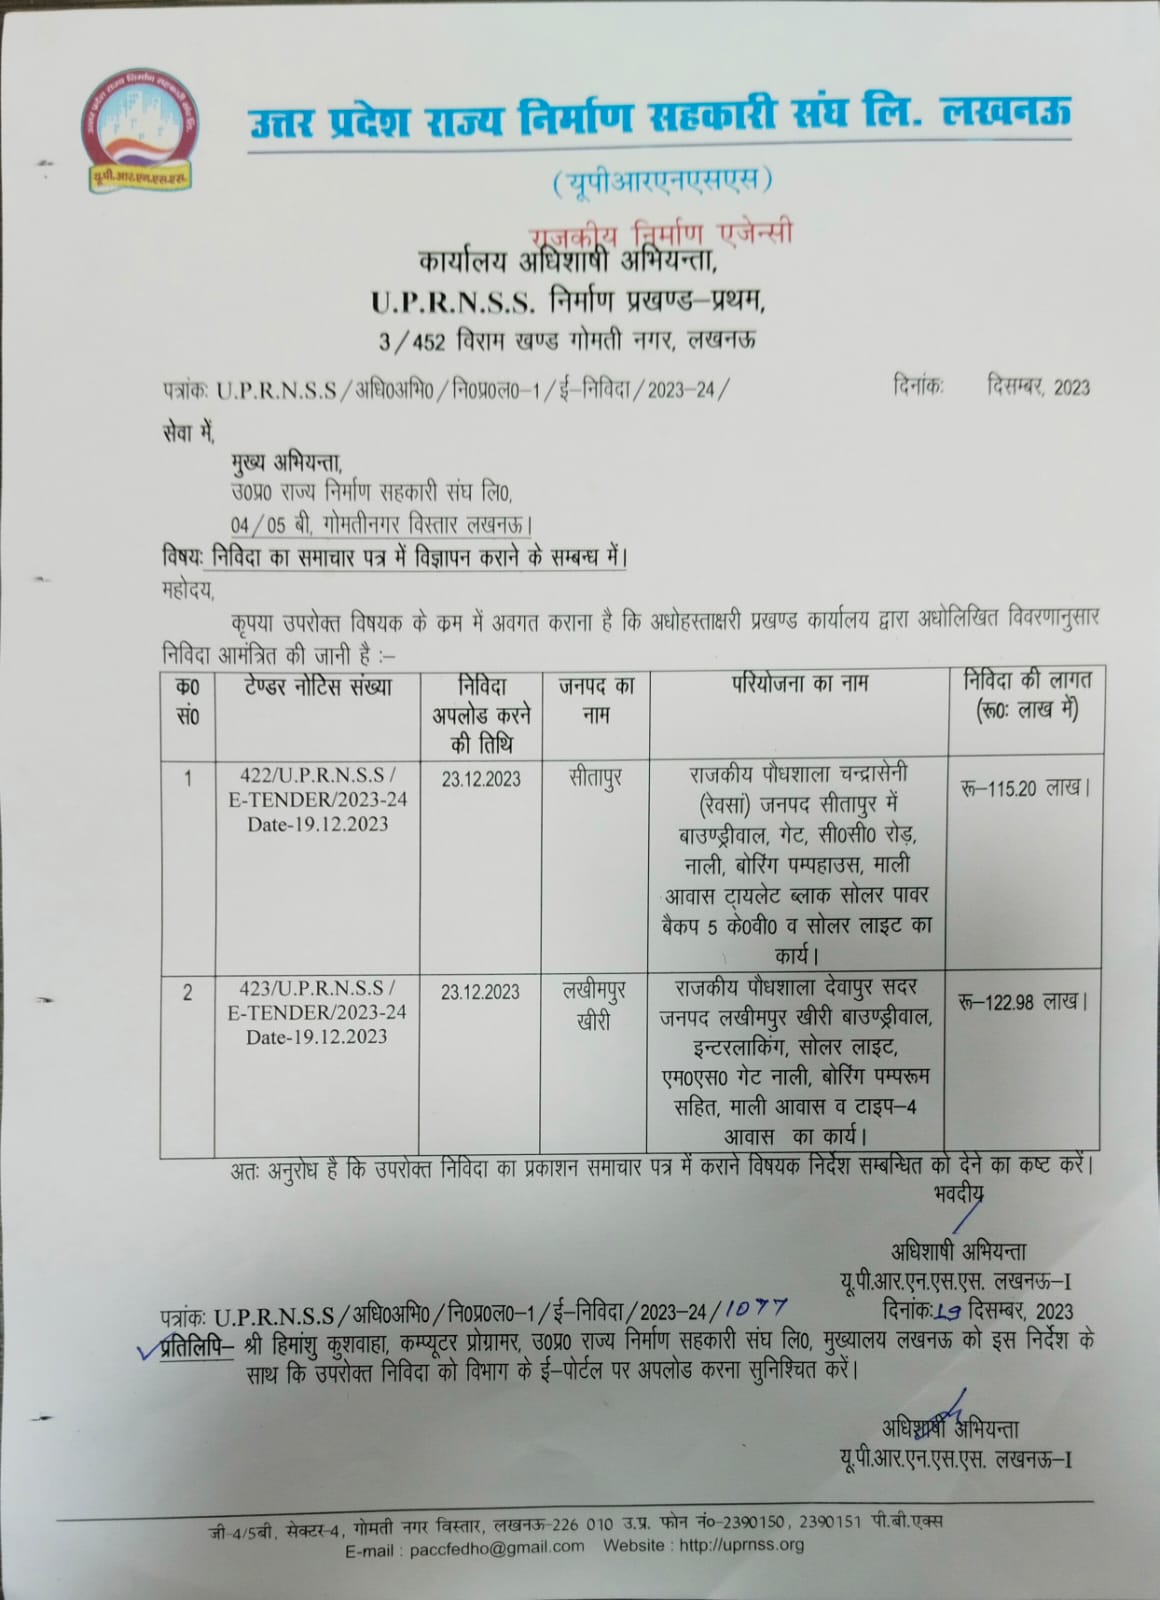 उत्तर प्रदेश राज्य निर्माण सहकारी संघ लि.
यू.पी.आर.एन.एस.एस.
उत्तर प्रदेश राज्य निर्माण सहकारी संघ लि. लखनऊ
(यूपीआरएनएसएस)
राजकीय निर्माण एजेन्सी
कार्यालय अधिशाषी अभियन्ता,
U.P.R.N.S.S. निर्माण प्रखण्ड–प्रथम,
3/452 विराम खण्ड गोमती नगर, लखनऊ
पत्रांकः U.P.R.N.S.S/अधि0अभि0/नि0प्र0ल0–1/ई–निविदा/2023–24/ दिनांकः दिसम्बर, 2023
सेवा में,
मुख्य अभियन्ता,
उ0प्र0 राज्य निर्माण सहकारी संघ लि0,
04/05 बी, गोमतीनगर विस्तार लखनऊ।
विषयः निविदा का समाचार पत्र में विज्ञापन कराने के सम्बन्ध में।
महोदय,
कृपया उपरोक्त विषयक के क्रम में अवगत कराना है कि अधोहस्ताक्षरी प्रखण्ड कार्यालय द्वारा अधोलिखित विवरणानुसार
निविदा आमंत्रित की जानी है :–
क0 सं0 टेण्डर नोटिस संख्या निविदा अपलोड करने की तिथि जनपद का नाम परियोजना का नाम निविदा की लागत (रू0ः लाख में)
1 422/U.P.R.N.S.S / 23.12.2023 सीतापुर राजकीय पौधशाला चन्द्रासेनी रू–115.20 लाख।
E-TENDER/2023-24 (रेवसां) जनपद सीतापुर में
Date-19.12.2023 बाउण्ड्रीवाल, गेट, सी0सी0 रोड़,
नाली, बोरिंग पम्पहाउस, माली
आवास ट्रायलेट ब्लाक सोलर पावर
बैकप 5 के0वी0 व सोलर लाइट का
कार्य।
2 423/U.P.R.N.S.S / 23.12.2023 लखीमपुर राजकीय पौधशाला देवापुर सदर रू–122.98 लाख।
E-TENDER/2023-24 खीरी जनपद लखीमपुर खीरी बाउण्ड्रीवाल,
Date-19.12.2023 इन्टरलाकिंग, सोलर लाइट,
एम0एस0 गेट नाली, बोरिंग पम्परूम
सहित, माली आवास व टाइप–4
आवास का कार्य।
अतः अनुरोध है कि उपरोक्त निविदा का प्रकाशन समाचार पत्र में कराने विषयक निर्देश सम्बन्धित को देने का कष्ट करें।
भवदीय
अधिशाषी अभियन्ता
यू.पी.आर.एन.एस.एस. लखनऊ–I
पत्रांकः U.P.R.N.S.S/अधि0अभि0/नि0प्र0ल0–1/ई–निविदा/2023–24/1077 दिनांकः19 दिसम्बर, 2023
प्रतिलिपि– श्री हिमांशु कुशवाहा, कम्प्यूटर प्रोग्रामर, उ0प्र0 राज्य निर्माण सहकारी संघ लि0, मुख्यालय लखनऊ को इस निर्देश के
साथ कि उपरोक्त निविदा को विभाग के ई–पोर्टल पर अपलोड करना सुनिश्चित करें।
अधिशाषी अभियन्ता
यू.पी.आर.एन.एस.एस. लखनऊ–I
जी-4/5बी, सेक्टर-4, गोमती नगर विस्तार, लखनऊ-226 010 उ.प्र. फोन नं०-2390150, 2390151 पी.बी.एक्स
E-mail : paccfedho@gmail.com Website : http://uprnss.org